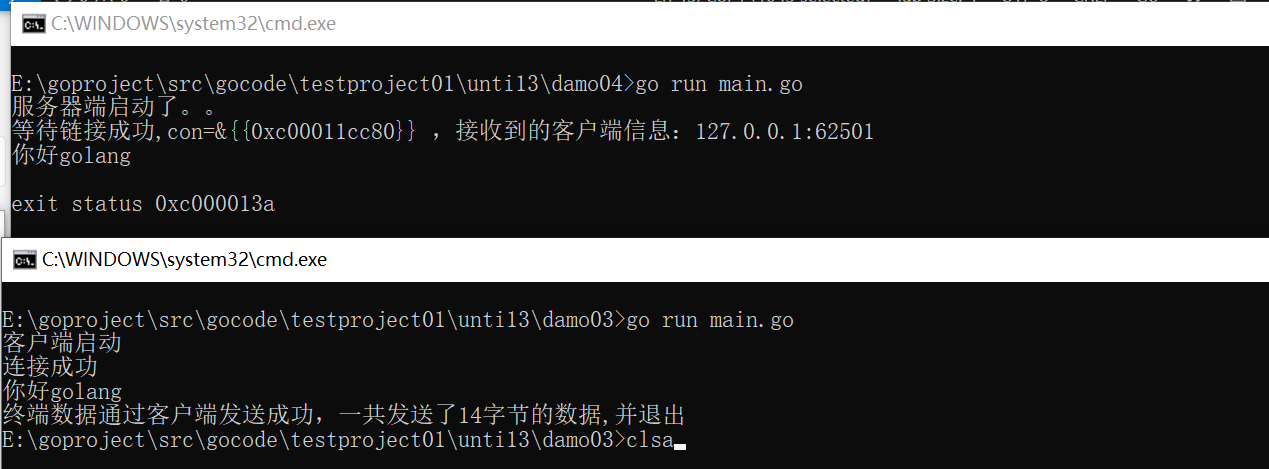 C:\WINDOWS\system32\cmd.exe
E:\goproject\src\gocode\testproject01\unti13\damo04>go run main.go
服务器端启动了。。
等待链接成功,con=&{{0xc00011cc80}} ，接收到的客户端信息：127.0.0.1:62501
你好golang
exit status 0xc000013a
C:\WINDOWS\system32\cmd.exe
E:\goproject\src\gocode\testproject01\unti13\damo03>go run main.go
客户端启动
连接成功
你好golang
终端数据通过客户端发送成功，一共发送了14字节的数据,并退出
E:\goproject\src\gocode\testproject01\unti13\damo03>clsa